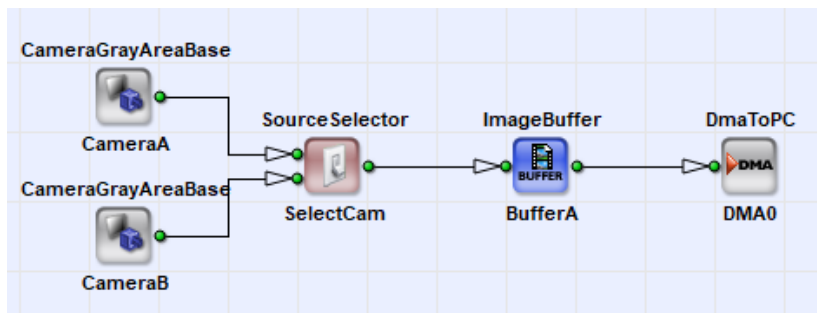 CameraGrayAreaBase
CameraA
SourceSelector
SelectCam
ImageBuffer
BUFFER
BufferA
DmaToPC
DMA
DMA0
CameraGrayAreaBase
CameraB